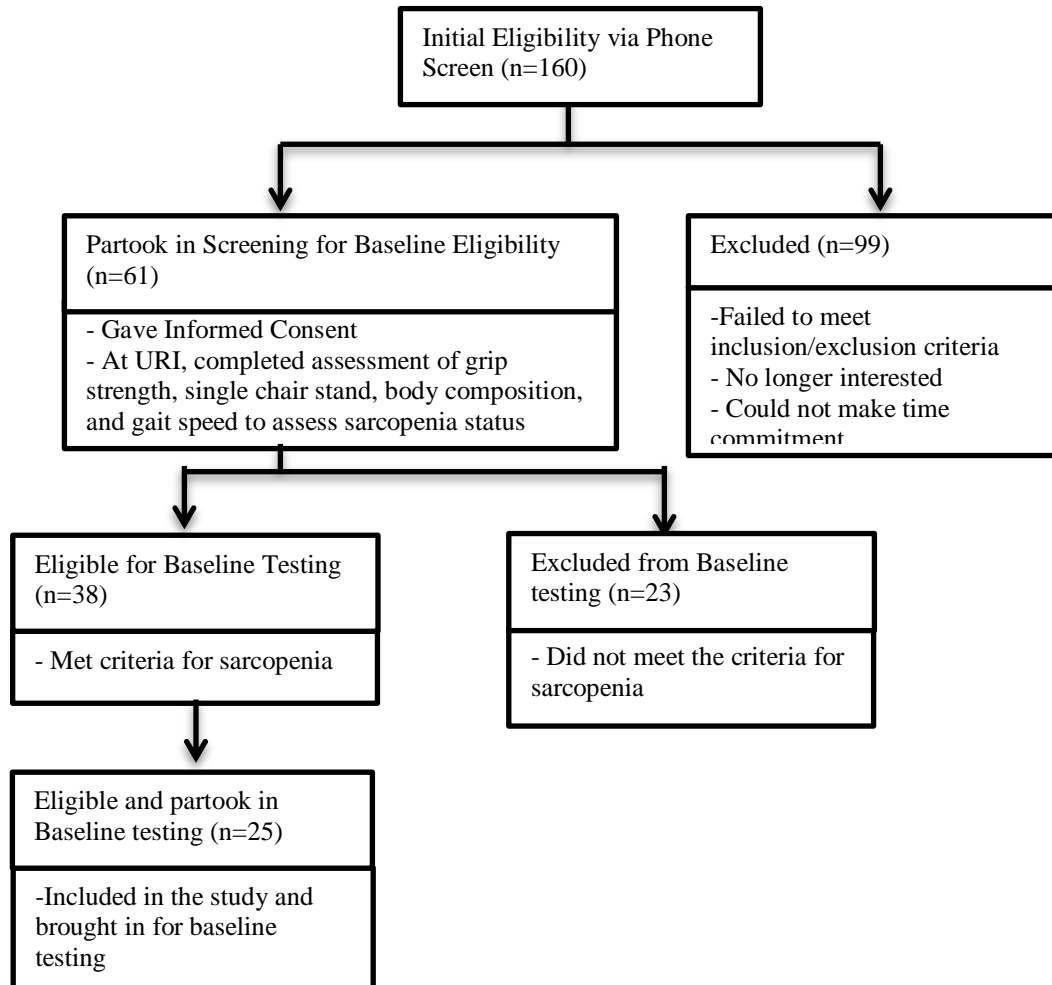 Initial Eligibility via Phone
Screen (n=160)
Partook in Screening for Baseline Eligibility
(n=61)
- Gave Informed Consent
- At URI, completed assessment of grip
strength, single chair stand, body composition,
and gait speed to assess sarcopenia status
Excluded (n=99)
-Failed to meet
inclusion/exclusion criteria
- No longer interested
- Could not make time
commitment
Eligible for Baseline Testing
(n=38)
- Met criteria for sarcopenia
Excluded from Baseline
testing (n=23)
- Did not meet the criteria for
sarcopenia
Eligible and partook in
Baseline testing (n=25)
-Included in the study and
brought in for baseline
testing